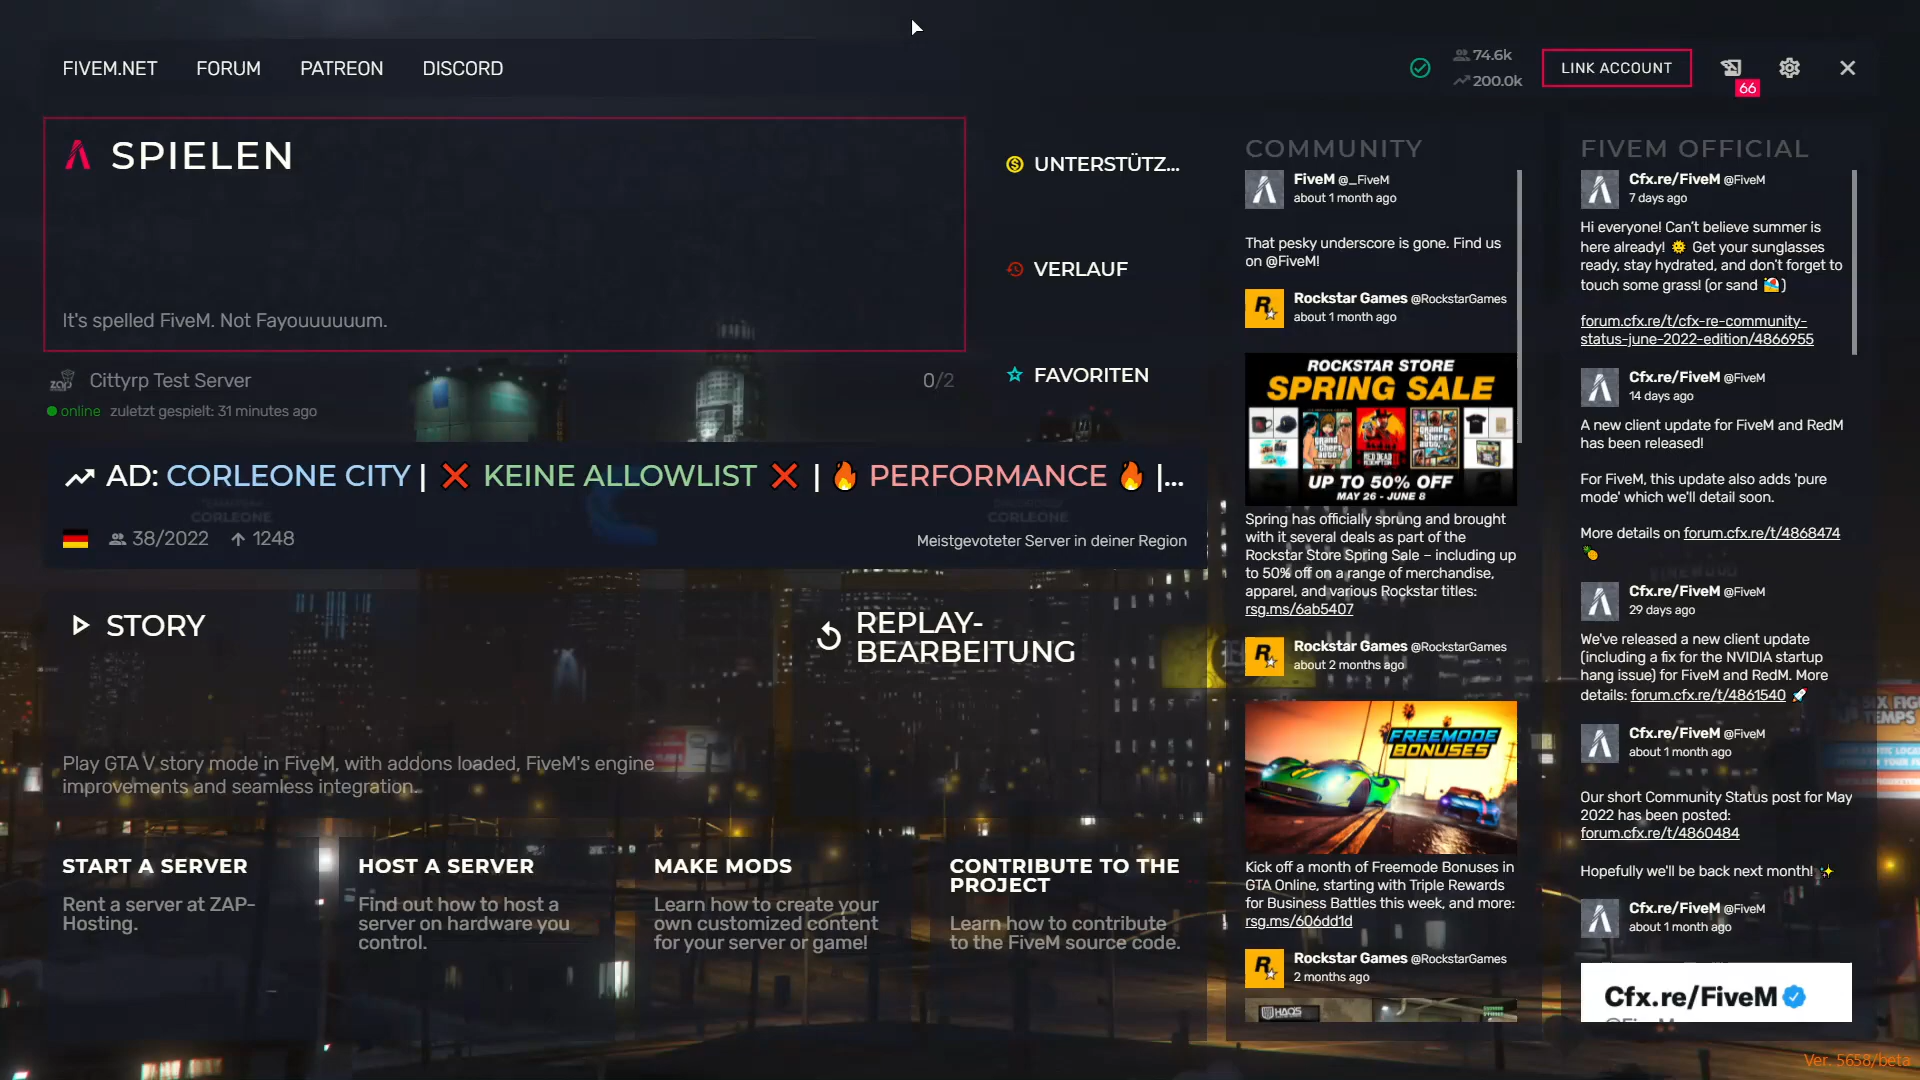 FIVEM.NET FORUM PATREON DISCORD
74.6k
200.0k
LINK ACCOUNT
66
SPIELEN
It's spelled FiveM. Not Fayouuuuuum.
zap Cittyrp Test Server 0/2
online zuletzt gespielt: 31 minutes ago
UNTERSTÜTZ...
VERLAUF
FAVORITEN
AD: CORLEONE CITY | ❌ KEINE ALLOWLIST ❌ | 🔥 PERFORMANCE 🔥 |...
CORLEONE CORLEONE
38/2022 1248 Meistgevoteter Server in deiner Region
STORY
Play GTA V story mode in FiveM, with addons loaded, FiveM's engine
improvements and seamless integration.
REPLAY-
BEARBEITUNG
START A SERVER
Rent a server at ZAP-
Hosting.
HOST A SERVER
Find out how to host a
server on hardware you
control.
MAKE MODS
Learn how to create your
own customized content
for your server or game!
CONTRIBUTE TO THE
PROJECT
Learn how to contribute
to the FiveM source code.
COMMUNITY
FiveM @_FiveM
about 1 month ago
That pesky underscore is gone. Find us
on @FiveM!
Rockstar Games @RockstarGames
about 1 month ago
ROCKSTAR STORE
SPRING SALE
UP TO 50% OFF
MAY 26 - JUNE 8
Spring has officially sprung and brought
with it several deals as part of the
Rockstar Store Spring Sale – including up
to 50% off on a range of merchandise,
apparel, and various Rockstar titles:
rsg.ms/6ab5407
Rockstar Games @RockstarGames
about 2 months ago
FREEMODE
BONUSES
Kick off a month of Freemode Bonuses in
GTA Online, starting with Triple Rewards
for Business Battles this week, and more:
rsg.ms/606dd1d
Rockstar Games @RockstarGames
2 months ago
HAOS
FIVEM OFFICIAL
Cfx.re/FiveM @FiveM
7 days ago
Hi everyone! Can't believe summer is
here already! 🌞 Get your sunglasses
ready, stay hydrated, and don't forget to
touch some grass! (or sand 🏖)
forum.cfx.re/t/cfx-re-community-
status-june-2022-edition/4866955
Cfx.re/FiveM @FiveM
14 days ago
A new client update for FiveM and RedM
has been released!
For FiveM, this update also adds 'pure
mode' which we'll detail soon.
More details on forum.cfx.re/t/4868474
🍍
Cfx.re/FiveM @FiveM
29 days ago
We've released a new client update
(including a fix for the NVIDIA startup
hang issue) for FiveM and RedM. More
details: forum.cfx.re/t/4861540 🚀
Cfx.re/FiveM @FiveM
about 1 month ago
Our short Community Status post for May
2022 has been posted:
forum.cfx.re/t/4860484
Hopefully we'll be back next month! ✨
Cfx.re/FiveM @FiveM
about 1 month ago
Cfx.re/FiveM
SIX FIG
TEMPS
Ver. 5658/beta